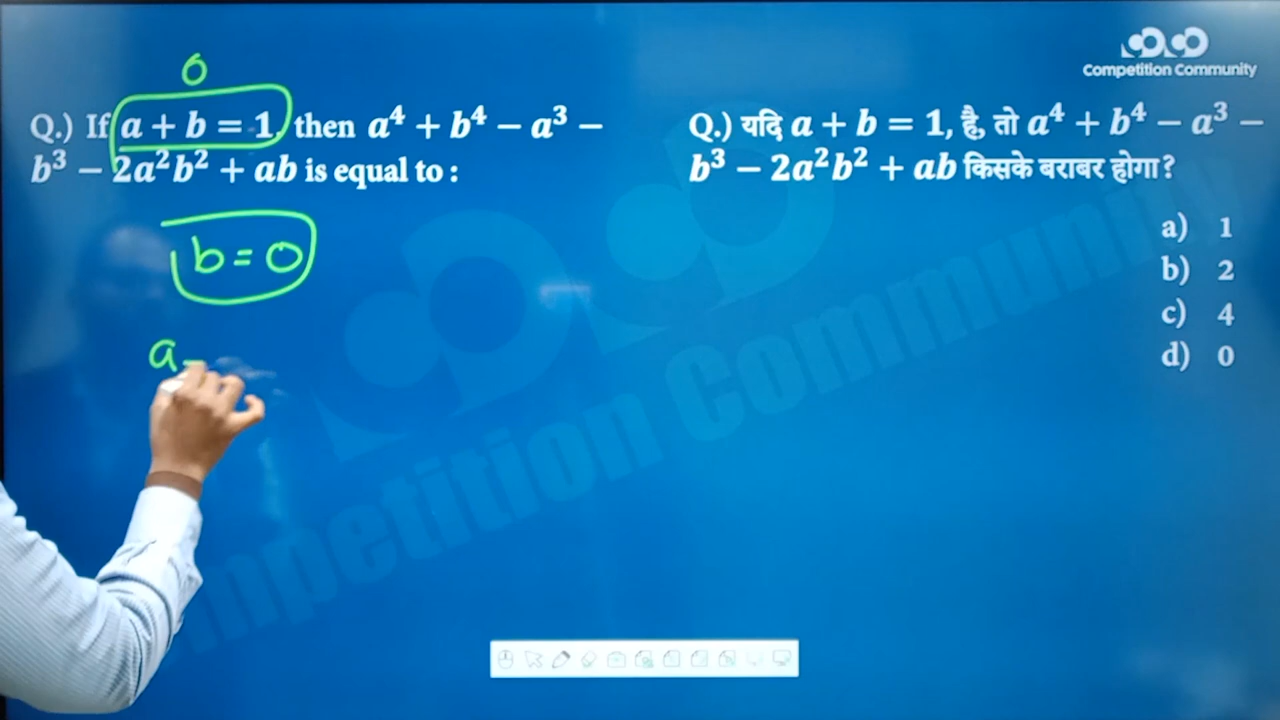 Competition Community
0
Q.) If a + b = 1, then a⁴ + b⁴ − a³ −
b³ − 2a²b² + ab is equal to :
b = 0
a =
Q.) यदि a + b = 1, है, तो a⁴ + b⁴ − a³ −
b³ − 2a²b² + ab किसके बराबर होगा?
a) 1
b) 2
c) 4
d) 0
Competition Community